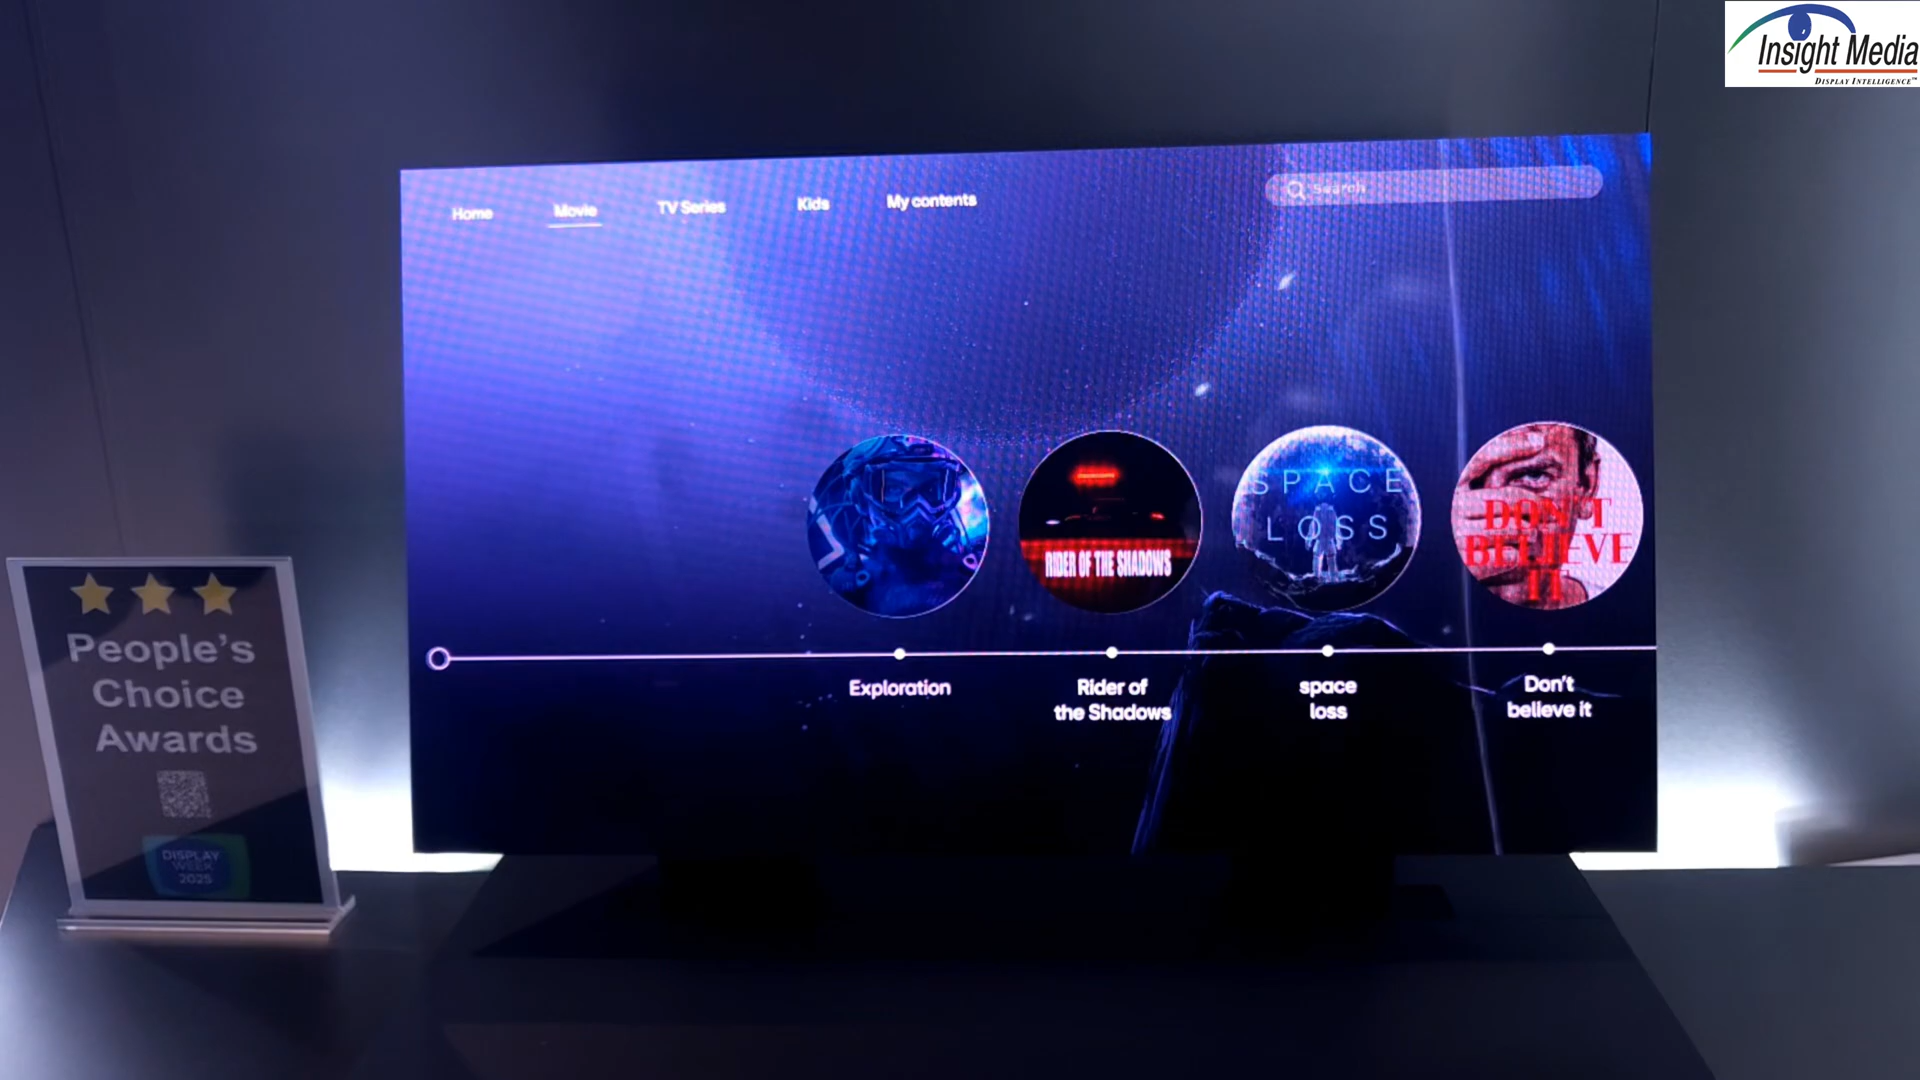 Insight Media
DISPLAY INTELLIGENCE™
Home Movie TV Series Kids My contents Search
RIDER OF THE SHADOWS
SPACE
LOSS
DON'T
BELIEVE
IT
Exploration
Rider of
the Shadows
space
loss
Don't
believe it
People's
Choice
Awards
DISPLAY
WEEK
2025